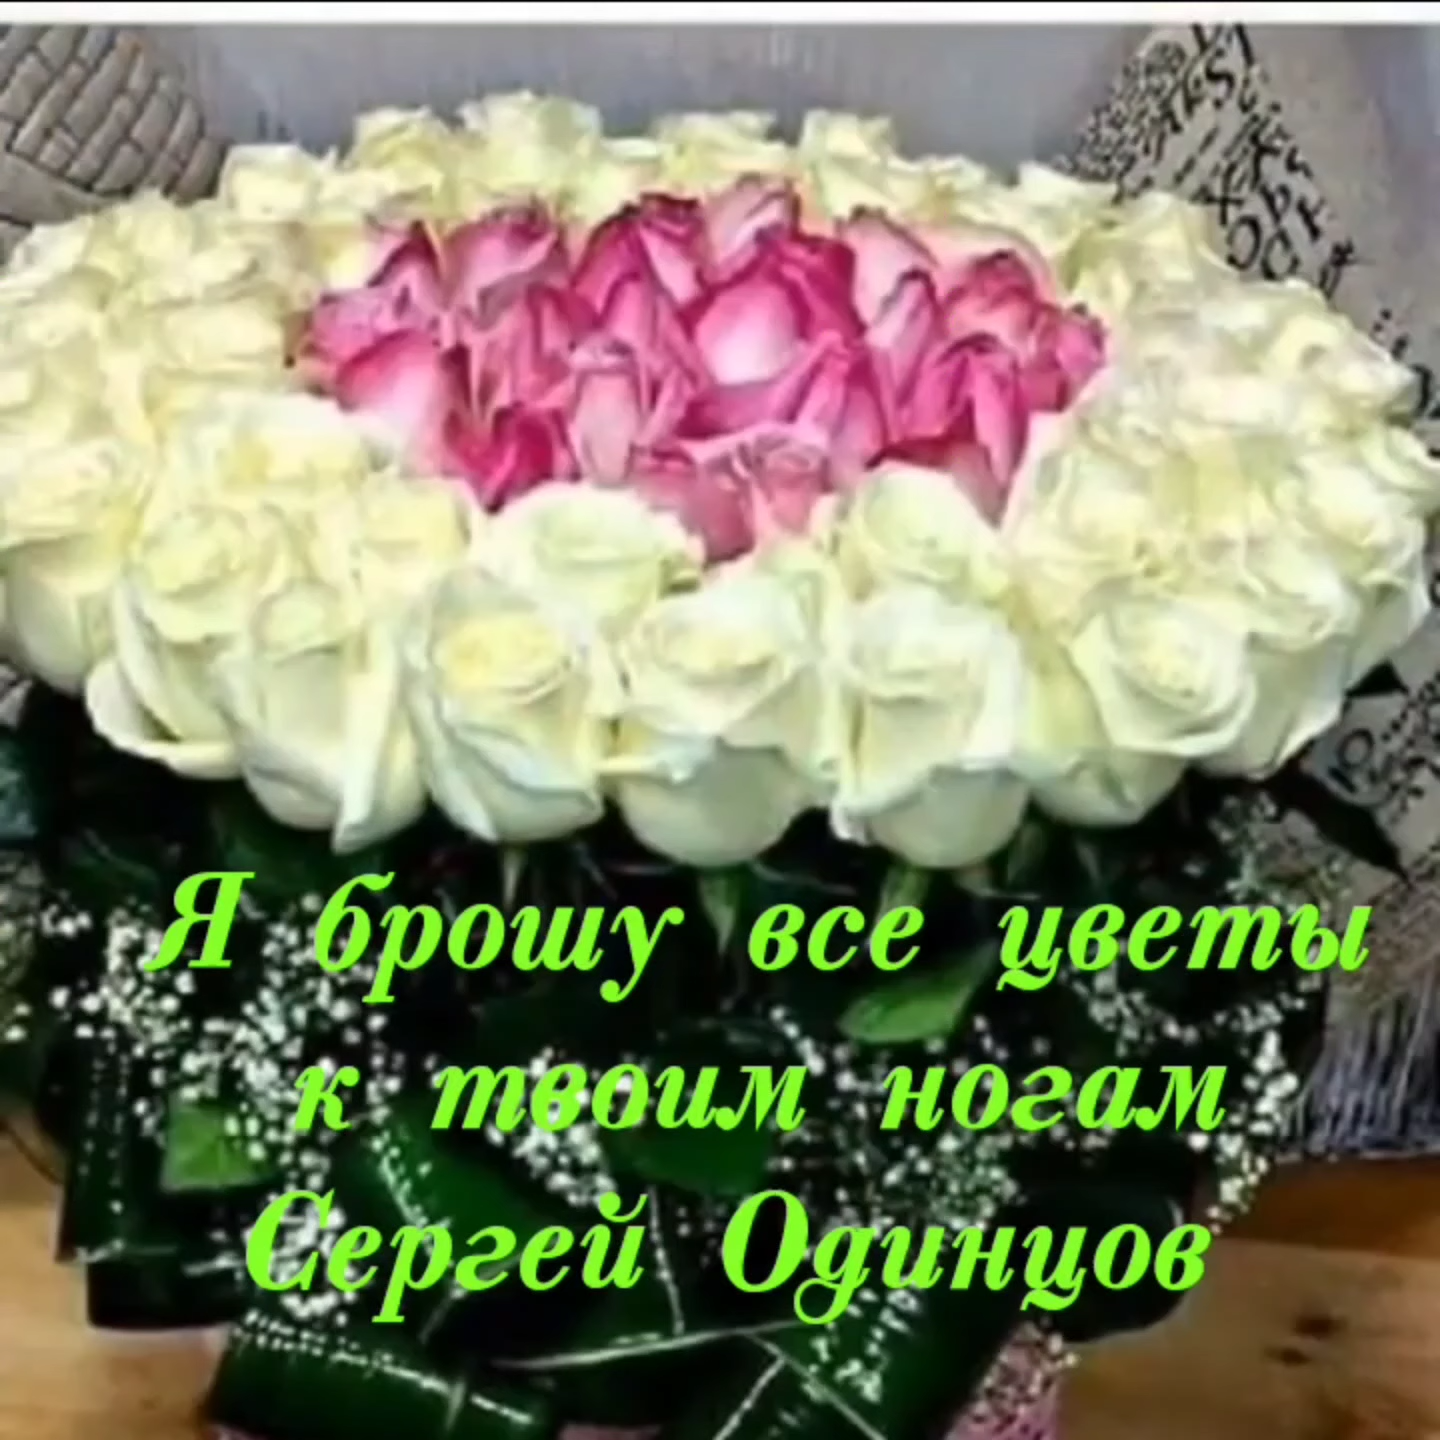 Я брошу все цветы
к твоим ногам
Сергей Одинцов